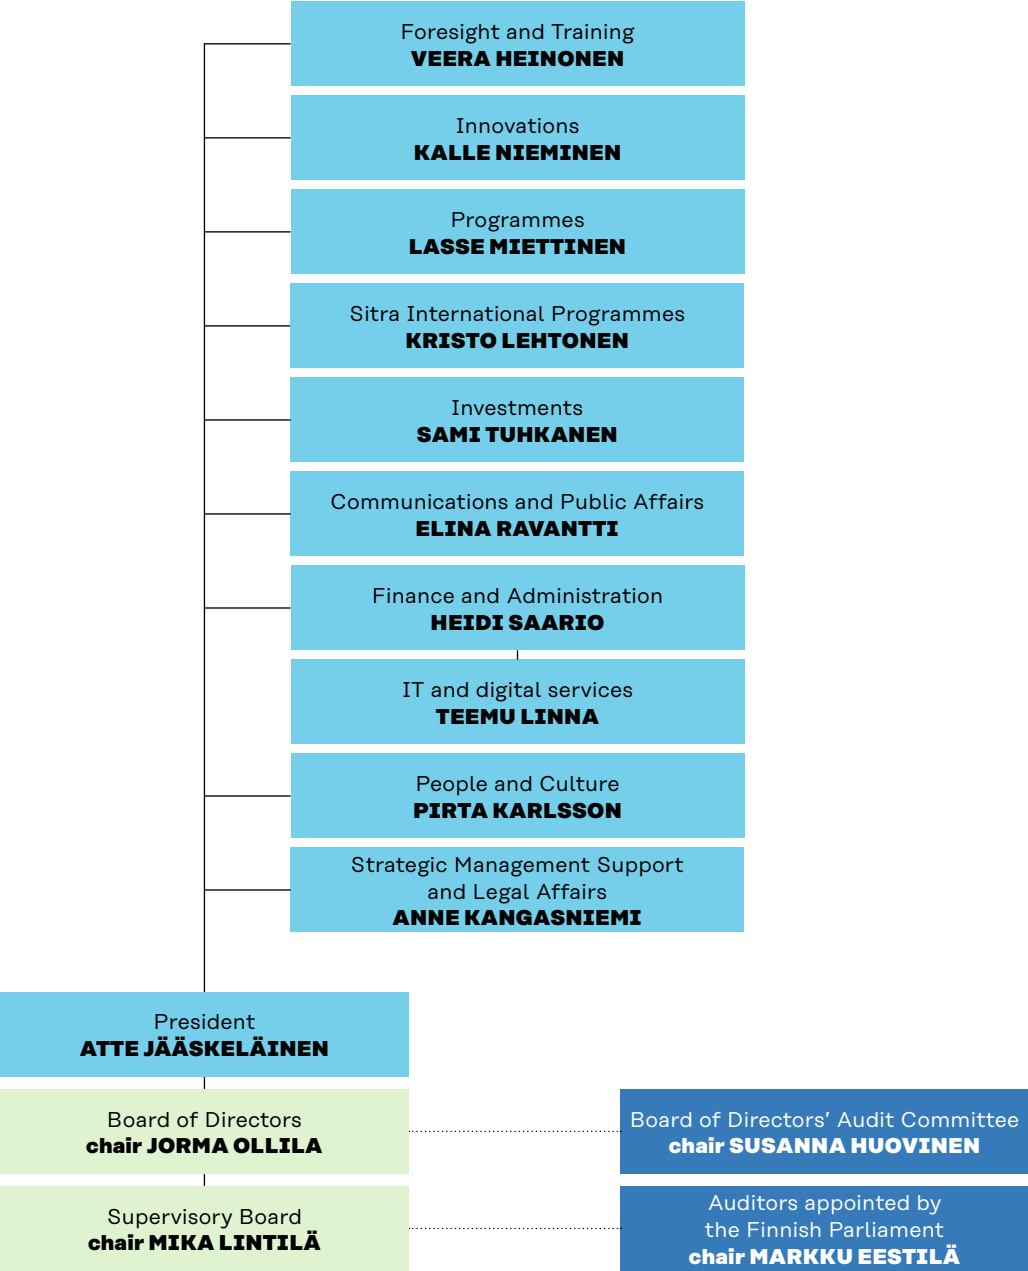 Foresight and Training
VEERA HEINONEN
Innovations
KALLE NIEMINEN
Programmes
LASSE MIETTINEN
Sitra International Programmes
KRISTO LEHTONEN
Investments
SAMI TUHKANEN
Communications and Public Affairs
ELINA RAVANTTI
Finance and Administration
HEIDI SAARIO
IT and digital services
TEEMU LINNA
People and Culture
PIRTA KARLSSON
Strategic Management Support
and Legal Affairs
ANNE KANGASNIEMI
President
ATTE JÄÄSKELÄINEN
Board of Directors
chair JORMA OLLILA
Board of Directors’ Audit Committee
chair SUSANNA HUOVINEN
Supervisory Board
chair MIKA LINTILÄ
Auditors appointed by
the Finnish Parliament
chair MARKKU EESTILÄ